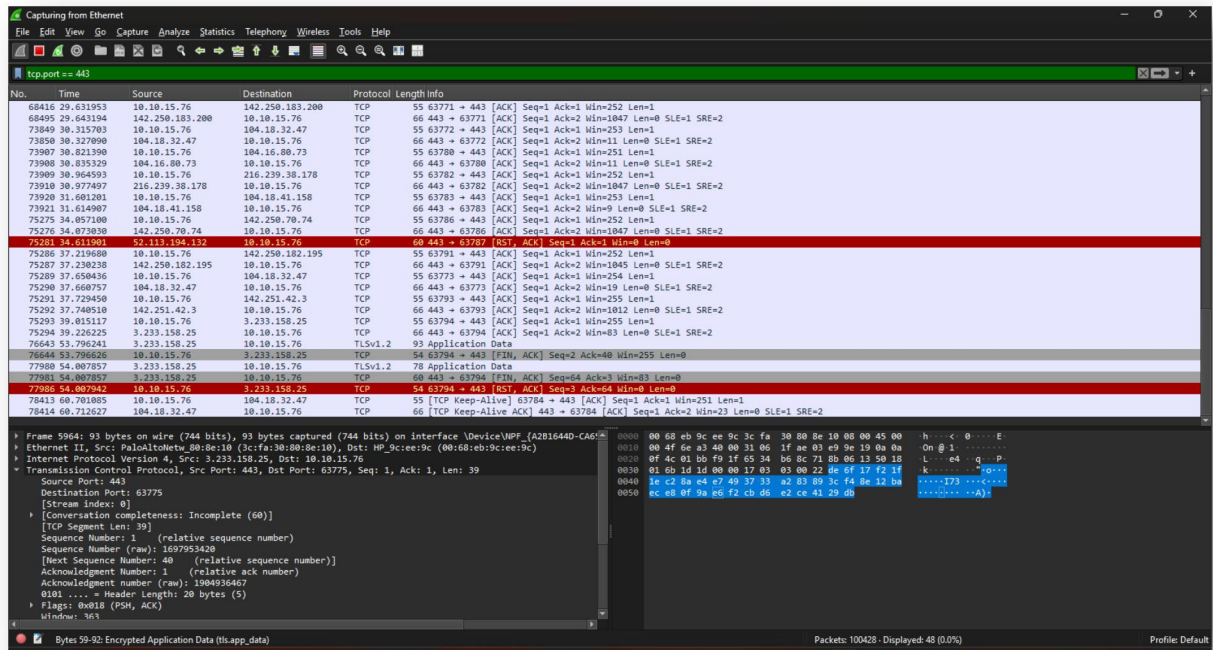 Capturing from Ethernet
File Edit View Go Capture Analyze Statistics Telephony Wireless Tools Help
tcp.port == 443
No. Time Source Destination Protocol Length Info
68416 29.631953 10.10.15.76 142.250.183.200 TCP 55 63771 → 443 [ACK] Seq=1 Ack=1 Win=252 Len=1
68495 29.643194 142.250.183.200 10.10.15.76 TCP 66 443 → 63771 [ACK] Seq=1 Ack=2 Win=1047 Len=0 SLE=1 SRE=2
73849 30.315703 10.10.15.76 104.18.32.47 TCP 55 63772 → 443 [ACK] Seq=1 Ack=1 Win=253 Len=1
73850 30.327090 104.18.32.47 10.10.15.76 TCP 66 443 → 63772 [ACK] Seq=1 Ack=2 Win=11 Len=0 SLE=1 SRE=2
73907 30.821390 10.10.15.76 104.16.80.73 TCP 55 63780 → 443 [ACK] Seq=1 Ack=1 Win=251 Len=1
73908 30.835329 104.16.80.73 10.10.15.76 TCP 66 443 → 63780 [ACK] Seq=1 Ack=2 Win=11 Len=0 SLE=1 SRE=2
73909 30.964593 10.10.15.76 216.239.38.178 TCP 55 63782 → 443 [ACK] Seq=1 Ack=1 Win=252 Len=1
73910 30.977497 216.239.38.178 10.10.15.76 TCP 66 443 → 63782 [ACK] Seq=1 Ack=2 Win=1047 Len=0 SLE=1 SRE=2
73920 31.601201 10.10.15.76 104.18.41.158 TCP 55 63783 → 443 [ACK] Seq=1 Ack=1 Win=253 Len=1
73921 31.614907 104.18.41.158 10.10.15.76 TCP 66 443 → 63783 [ACK] Seq=1 Ack=2 Win=9 Len=0 SLE=1 SRE=2
75275 34.057100 10.10.15.76 142.250.70.74 TCP 55 63786 → 443 [ACK] Seq=1 Ack=1 Win=252 Len=1
75276 34.073030 142.250.70.74 10.10.15.76 TCP 66 443 → 63786 [ACK] Seq=1 Ack=2 Win=1047 Len=0 SLE=1 SRE=2
75281 34.611901 52.113.194.132 10.10.15.76 TCP 60 443 → 63787 [RST, ACK] Seq=1 Ack=1 Win=0 Len=0
75286 37.219680 10.10.15.76 142.250.182.195 TCP 55 63791 → 443 [ACK] Seq=1 Ack=1 Win=252 Len=1
75287 37.230238 142.250.182.195 10.10.15.76 TCP 66 443 → 63791 [ACK] Seq=1 Ack=2 Win=1045 Len=0 SLE=1 SRE=2
75289 37.650436 10.10.15.76 104.18.32.47 TCP 55 63773 → 443 [ACK] Seq=1 Ack=1 Win=254 Len=1
75290 37.660757 104.18.32.47 10.10.15.76 TCP 66 443 → 63773 [ACK] Seq=1 Ack=2 Win=19 Len=0 SLE=1 SRE=2
75291 37.729450 10.10.15.76 142.251.42.3 TCP 55 63793 → 443 [ACK] Seq=1 Ack=1 Win=255 Len=1
75292 37.740510 142.251.42.3 10.10.15.76 TCP 66 443 → 63793 [ACK] Seq=1 Ack=2 Win=1012 Len=0 SLE=1 SRE=2
75293 39.015117 10.10.15.76 3.233.158.25 TCP 55 63794 → 443 [ACK] Seq=1 Ack=1 Win=255 Len=1
75294 39.226225 3.233.158.25 10.10.15.76 TCP 66 443 → 63794 [ACK] Seq=1 Ack=2 Win=83 Len=0 SLE=1 SRE=2
76643 53.796241 3.233.158.25 10.10.15.76 TLSv1.2 93 Application Data
76644 53.796626 10.10.15.76 3.233.158.25 TCP 54 63794 → 443 [FIN, ACK] Seq=2 Ack=40 Win=255 Len=0
77980 54.007857 3.233.158.25 10.10.15.76 TLSv1.2 78 Application Data
77981 54.007857 3.233.158.25 10.10.15.76 TCP 60 443 → 63794 [FIN, ACK] Seq=64 Ack=3 Win=83 Len=0
77986 54.007942 10.10.15.76 3.233.158.25 TCP 54 63794 → 443 [RST, ACK] Seq=3 Ack=64 Win=0 Len=0
78413 60.701085 10.10.15.76 104.18.32.47 TCP 55 [TCP Keep-Alive] 63784 → 443 [ACK] Seq=1 Ack=1 Win=251 Len=1
78414 60.712627 104.18.32.47 10.10.15.76 TCP 66 [TCP Keep-Alive ACK] 443 → 63784 [ACK] Seq=1 Ack=2 Win=23 Len=0 SLE=1 SRE=2
Frame 5964: 93 bytes on wire (744 bits), 93 bytes captured (744 bits) on interface \Device\NPF_{A2B1644D-CA65
Ethernet II, Src: PaloAltoNetw_80:8e:10 (3c:fa:30:80:8e:10), Dst: HP_9c:ee:9c (00:68:eb:9c:ee:9c)
Internet Protocol Version 4, Src: 3.233.158.25, Dst: 10.10.15.76
Transmission Control Protocol, Src Port: 443, Dst Port: 63775, Seq: 1, Ack: 1, Len: 39
Source Port: 443
Destination Port: 63775
[Stream index: 0]
[Conversation completeness: Incomplete (60)]
[TCP Segment Len: 39]
Sequence Number: 1 (relative sequence number)
Sequence Number (raw): 1697953420
[Next Sequence Number: 40 (relative sequence number)]
Acknowledgment Number: 1 (relative ack number)
Acknowledgment number (raw): 1904936467
0101 .... = Header Length: 20 bytes (5)
Flags: 0x018 (PSH, ACK)
Window: 363
0000 00 68 eb 9c ee 9c 3c fa 30 80 8e 10 08 00 45 00 ·h····<· 0·····E·
0010 00 4f 6e a3 40 00 31 06 1f ae 03 e9 9e 19 0a 0a ·On·@·1· ········
0020 0f 4c 01 bb f9 1f 65 34 b6 8c 71 8b 06 13 50 18 ·L····e4 ··q···P·
0030 01 6b 1d 1d 00 00 17 03 03 00 22 de 6f 17 f2 1f ·k······ ··"·o···
0040 1e c2 8a e4 e7 49 37 33 a2 83 89 3c f4 8e 12 ba ·····I73 ···<····
0050 ec e8 0f 9a e6 f2 cb d6 e2 ce 41 29 db ········ ··A)·
Bytes 59-92: Encrypted Application Data (tls.app_data)
Packets: 100428 · Displayed: 48 (0.0%)
Profile: Default